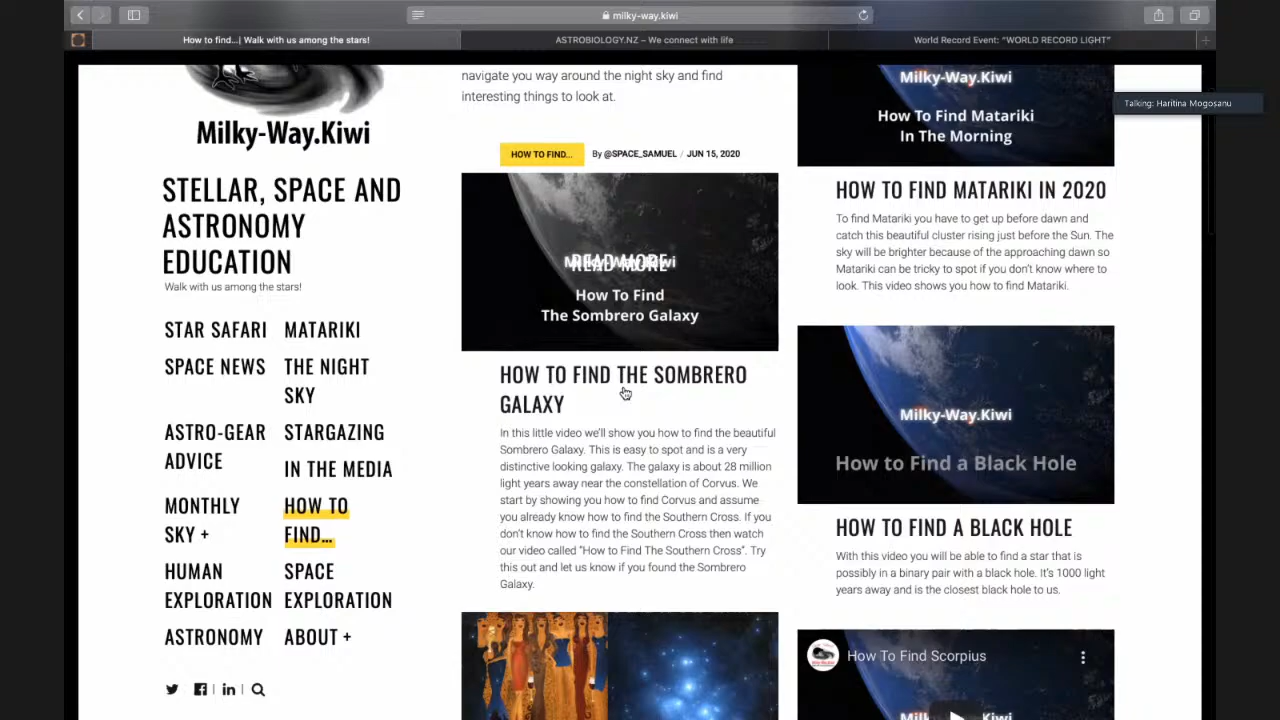 milky-way.kiwi
How to find...| Walk with us among the stars!
ASTROBIOLOGY.NZ – We connect with life
World Record Event: “WORLD RECORD LIGHT”
Talking: Haritina Mogosanu
Milky-Way.Kiwi
STELLAR, SPACE AND
ASTRONOMY
EDUCATION
Walk with us among the stars!
STAR SAFARI
MATARIKI
SPACE NEWS
THE NIGHT
SKY
ASTRO-GEAR
ADVICE
STARGAZING
IN THE MEDIA
MONTHLY
SKY +
HOW TO
FIND...
HUMAN
EXPLORATION
SPACE
EXPLORATION
ASTRONOMY
ABOUT +
navigate you way around the night sky and find
interesting things to look at.
HOW TO FIND...
By @SPACE_SAMUEL / JUN 15, 2020
Milky-Way.Kiwi
READ MORE
How To Find
The Sombrero Galaxy
HOW TO FIND THE SOMBRERO
GALAXY
In this little video we’ll show you how to find the beautiful
Sombrero Galaxy. This is easy to spot and is a very
distinctive looking galaxy. The galaxy is about 28 million
light years away near the constellation of Corvus. We
start by showing you how to find Corvus and assume
you already know how to find the Southern Cross. If you
don’t know how to find the Southern Cross then watch
our video called “How to Find The Southern Cross”. Try
this out and let us know if you found the Sombrero
Galaxy.
Milky-Way.Kiwi
How To Find Matariki
In The Morning
HOW TO FIND MATARIKI IN 2020
To find Matariki you have to get up before dawn and
catch this beautiful cluster rising just before the Sun. The
sky will be brighter because of the approaching dawn so
Matariki can be tricky to spot if you don’t know where to
look. This video shows you how to find Matariki.
Milky-Way.Kiwi
How to Find a Black Hole
HOW TO FIND A BLACK HOLE
With this video you will be able to find a star that is
possibly in a binary pair with a black hole. It’s 1000 light
years away and is the closest black hole to us.
How To Find Scorpius
Milky-Way.Kiwi